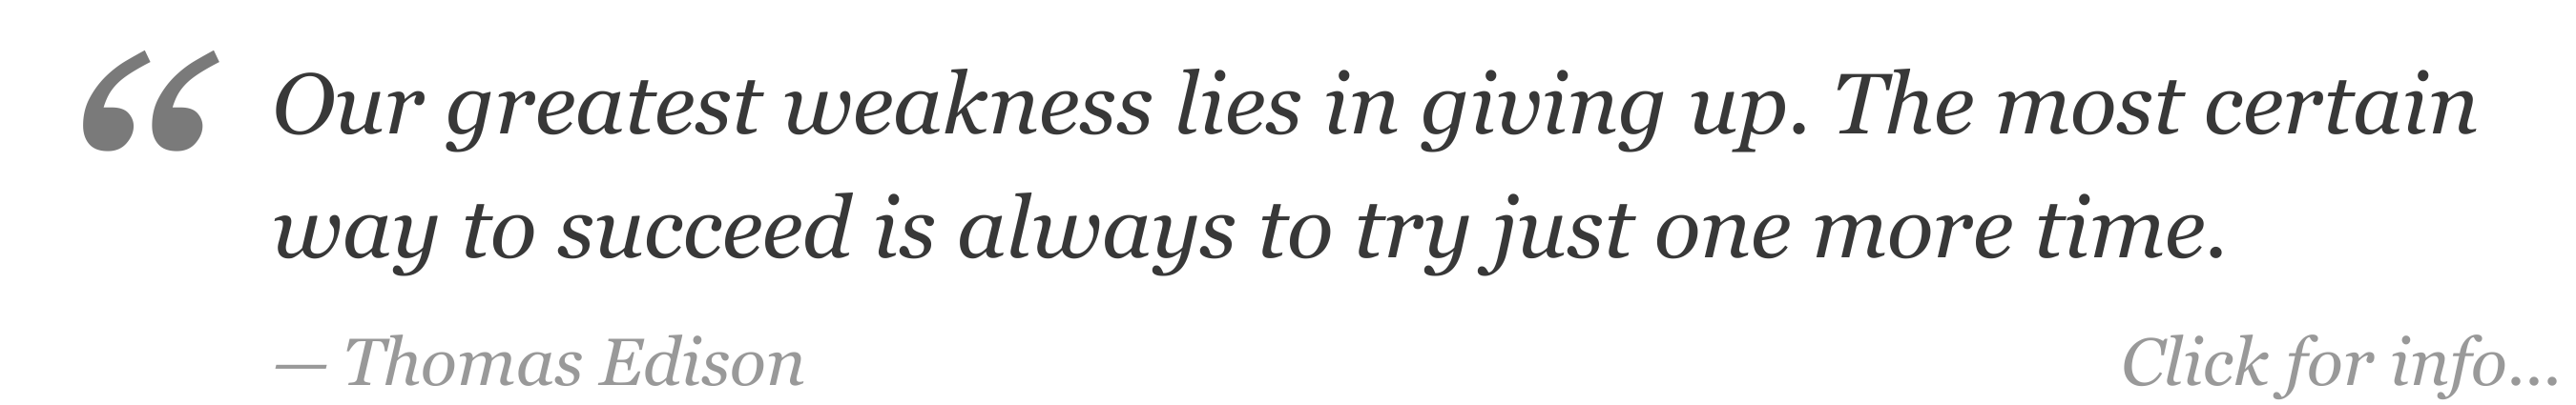 “ Our greatest weakness lies in giving up. The most certain
way to succeed is always to try just one more time.
— Thomas Edison
Click for info...